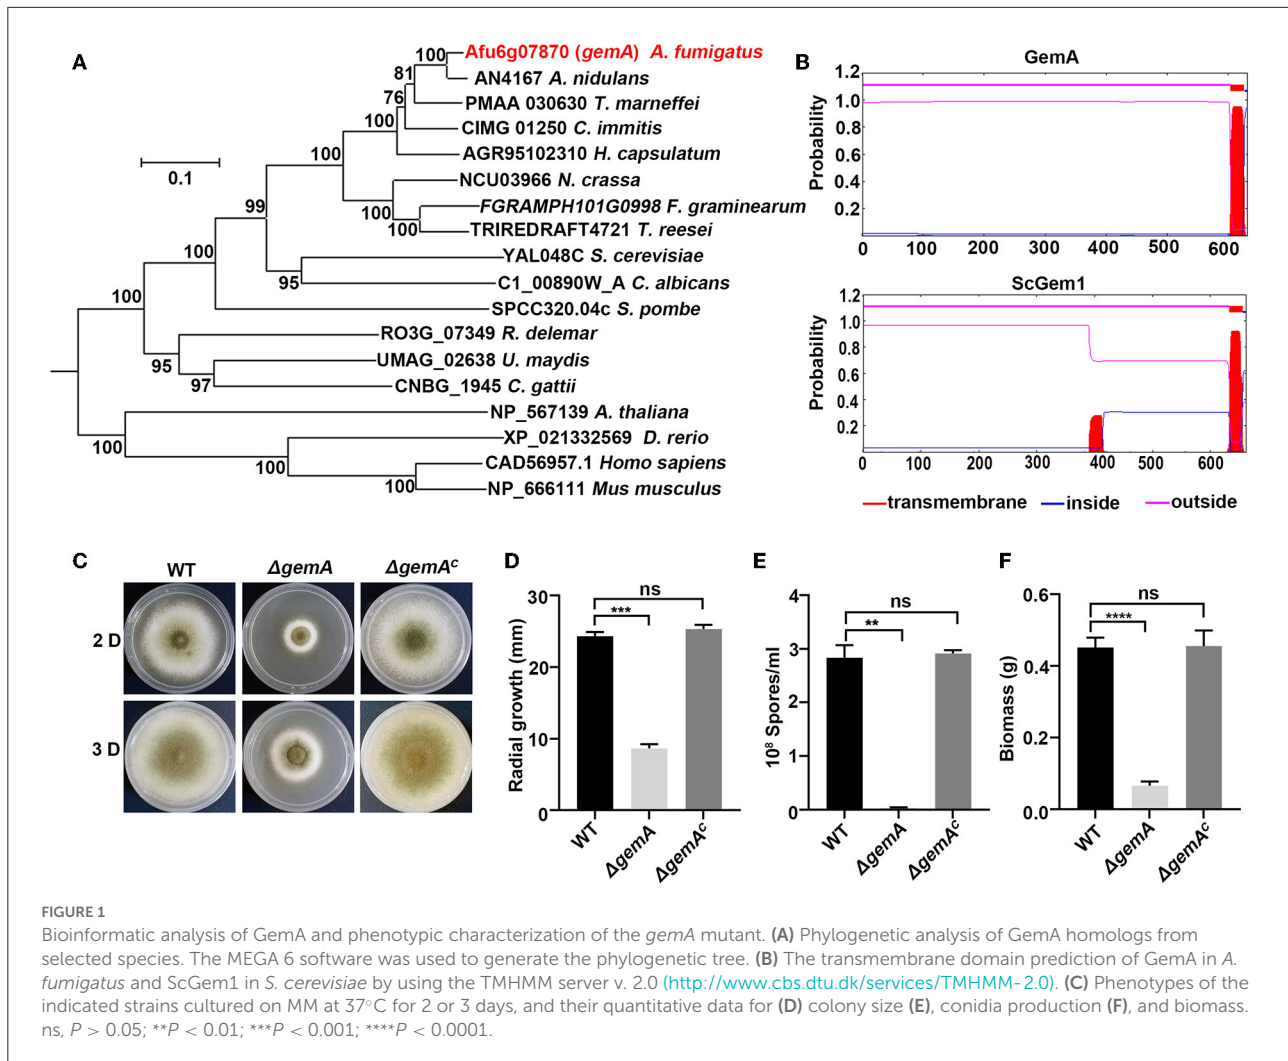 A
100
Afu6g07870 (gemA) A. fumigatus
81
AN4167 A. nidulans
76
PMAA 030630 T. marneffei
100
CIMG 01250 C. immitis
100
AGR95102310 H. capsulatum
0.1
NCU03966 N. crassa
99
100
FGRAMPH101G0998 F. graminearum
100
TRIREDRAFT4721 T. reesei
100
YAL048C S. cerevisiae
95
C1_00890W_A C. albicans
100
SPCC320.04c S. pombe
RO3G_07349 R. delemar
95
UMAG_02638 U. maydis
97
CNBG_1945 C. gattii
NP_567139 A. thaliana
100
XP_021332569 D. rerio
100
CAD56957.1 Homo sapiens
100
NP_666111 Mus musculus
B
GemA
Probability
1.2
1.0
0.8
0.6
0.4
0.2
0 100 200 300 400 500 600
ScGem1
Probability
1.2
1.0
0.8
0.6
0.4
0.2
0 100 200 300 400 500 600
transmembrane inside outside
C
WT ΔgemA ΔgemAᶜ
2 D
3 D
D
Radial growth (mm)
30
20
10
0
ns
***
WT ΔgemA ΔgemAᶜ
E
10⁸ Spores/ml
4
3
2
1
0
ns
**
WT ΔgemA ΔgemAᶜ
F
Biomass (g)
0.6
0.4
0.2
0.0
ns
****
WT ΔgemA ΔgemAᶜ
FIGURE 1
Bioinformatic analysis of GemA and phenotypic characterization of the gemA mutant. (A) Phylogenetic analysis of GemA homologs from
selected species. The MEGA 6 software was used to generate the phylogenetic tree. (B) The transmembrane domain prediction of GemA in A.
fumigatus and ScGem1 in S. cerevisiae by using the TMHMM server v. 2.0 (http://www.cbs.dtu.dk/services/TMHMM-2.0). (C) Phenotypes of the
indicated strains cultured on MM at 37°C for 2 or 3 days, and their quantitative data for (D) colony size (E), conidia production (F), and biomass.
ns, P > 0.05; **P < 0.01; ***P < 0.001; ****P < 0.0001.